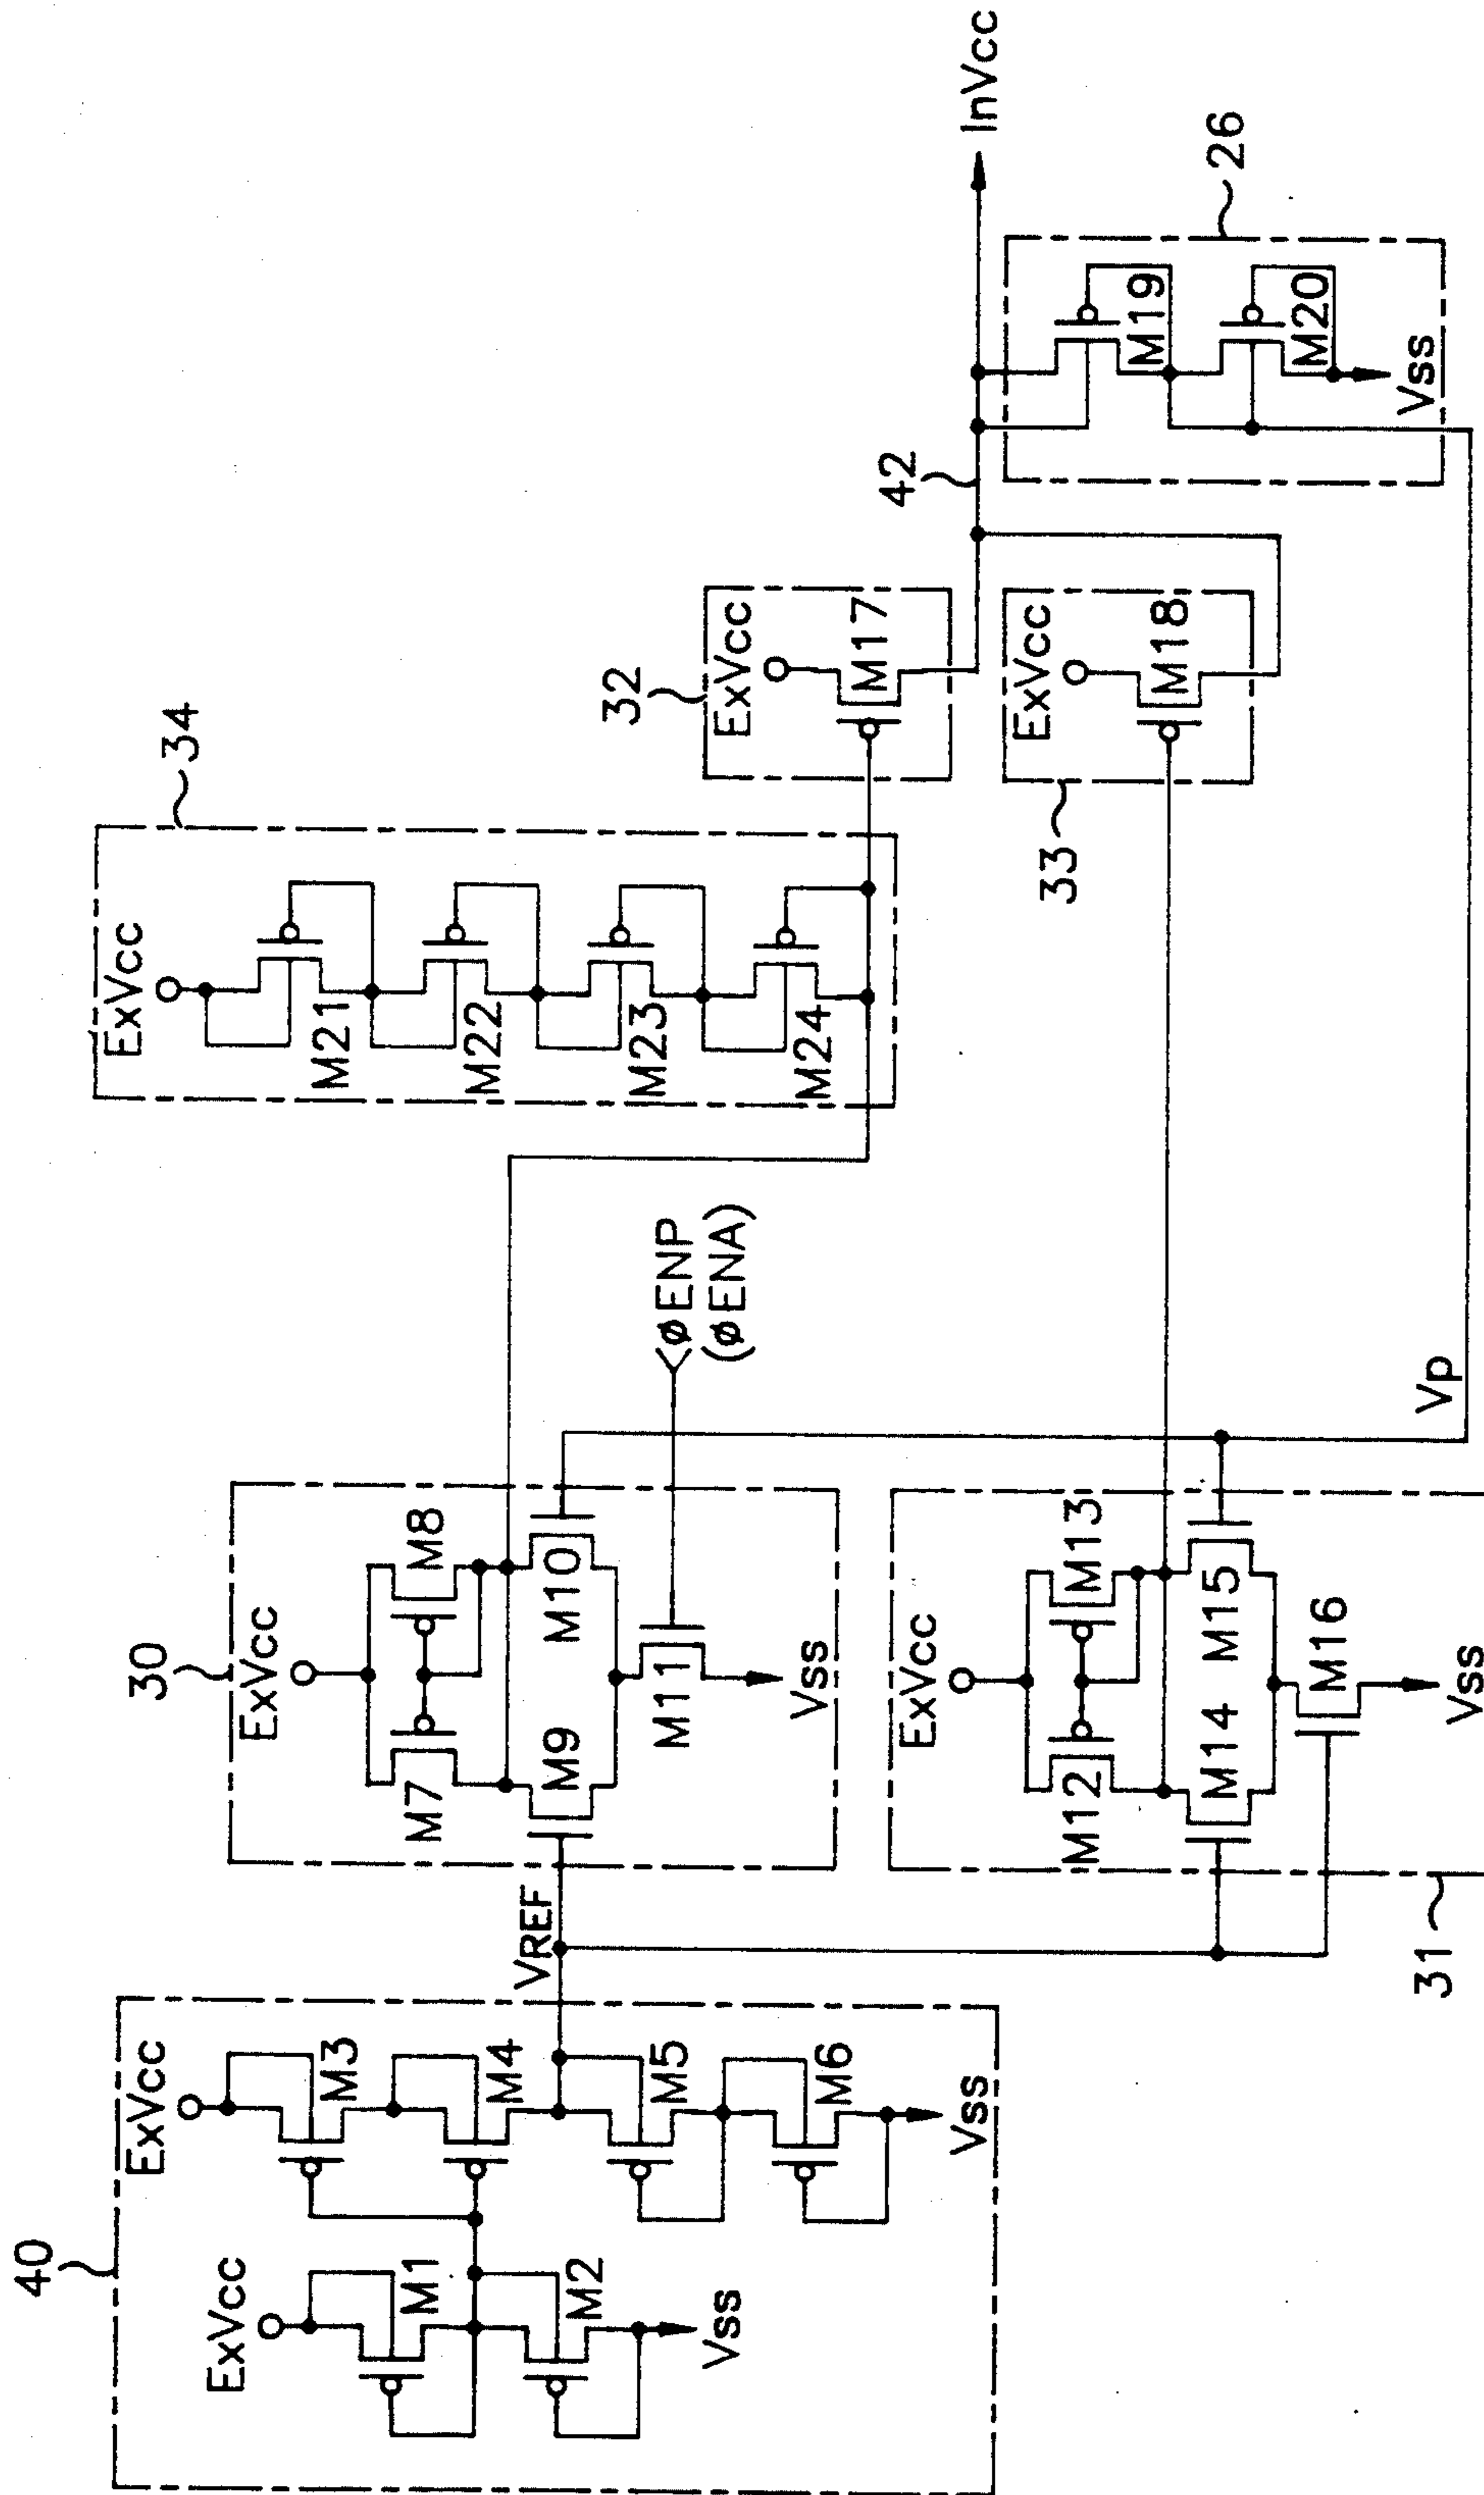 40
ExVcc
ExVcc
M1
M2
Vss
M3
M4
M5
M6
Vss
VREF
30
ExVcc
M7
M8
M9
M10
M11
Vss
øENP
(øENA)
31
ExVcc
M12
M13
M14
M15
M16
Vss
Vp
34
ExVcc
M21
M22
M23
M24
32
ExVcc
M17
33
ExVcc
M18
42
InVcc
26
M19
M20
Vss